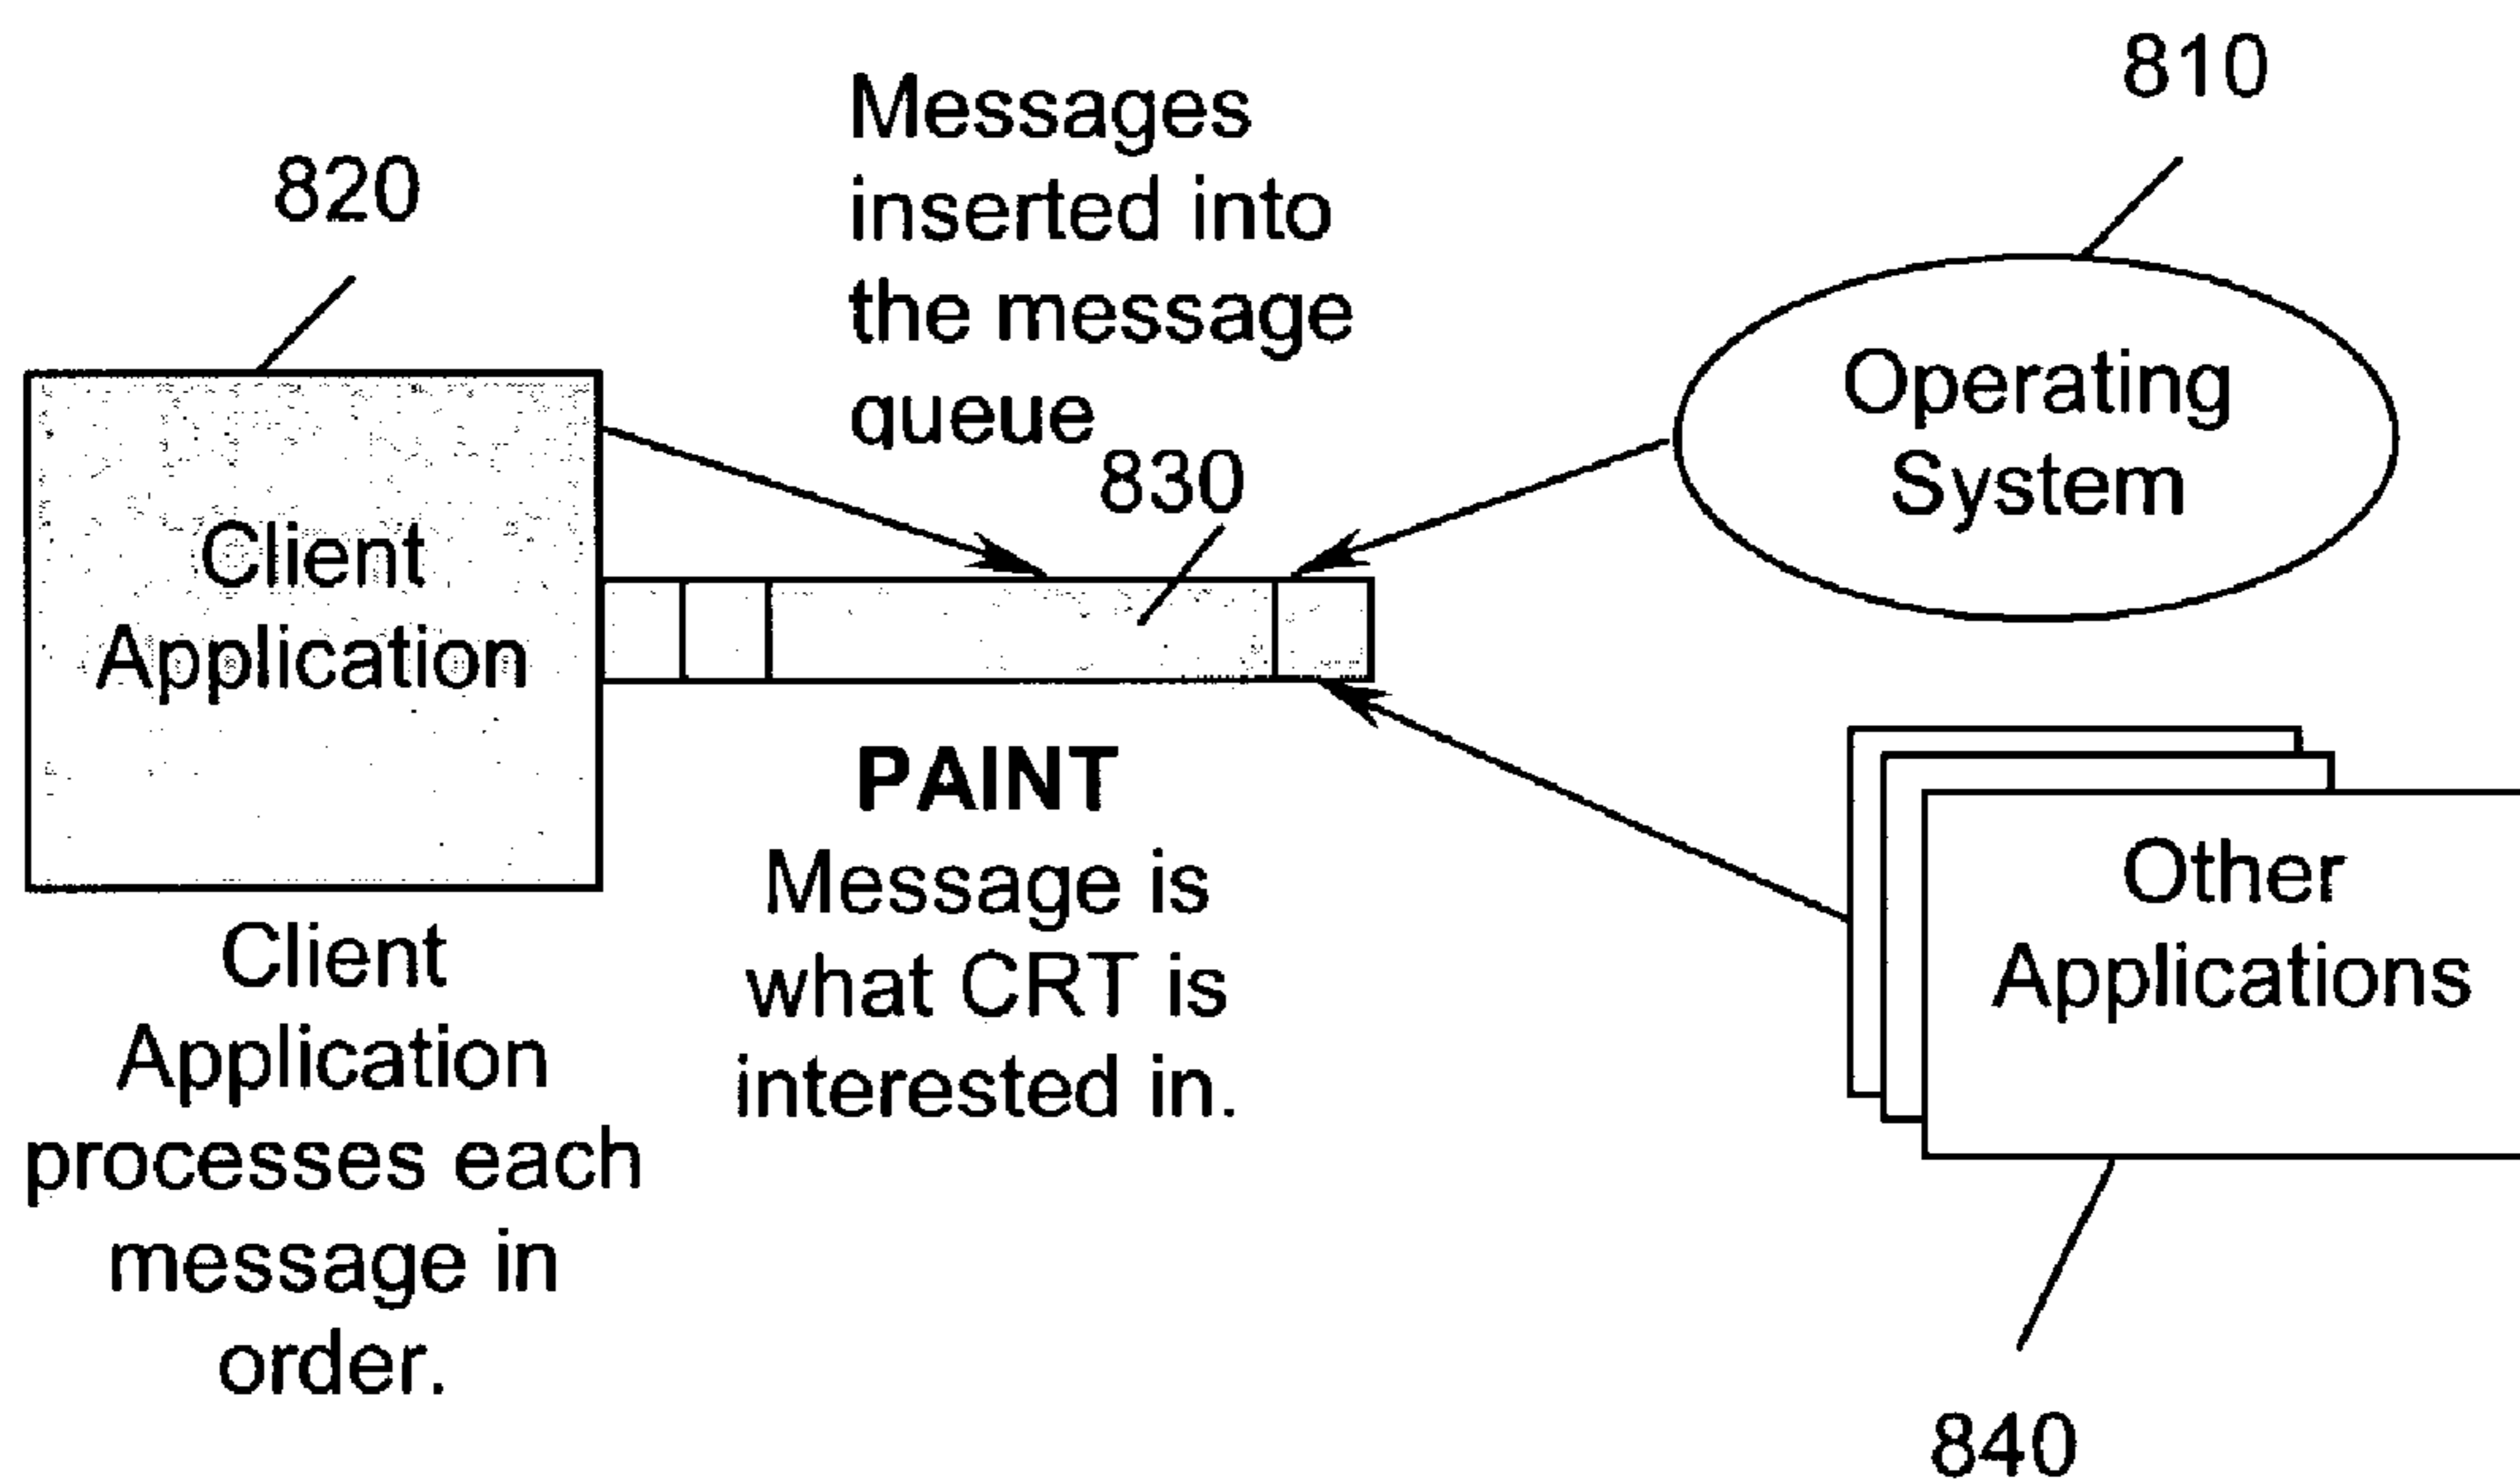 810
820
Messages
inserted into
the message
queue
830
Operating
System
Client
Application
PAINT
Message is
what CRT is
interested in.
Other
Applications
Client
Application
processes each
message in
order.
840